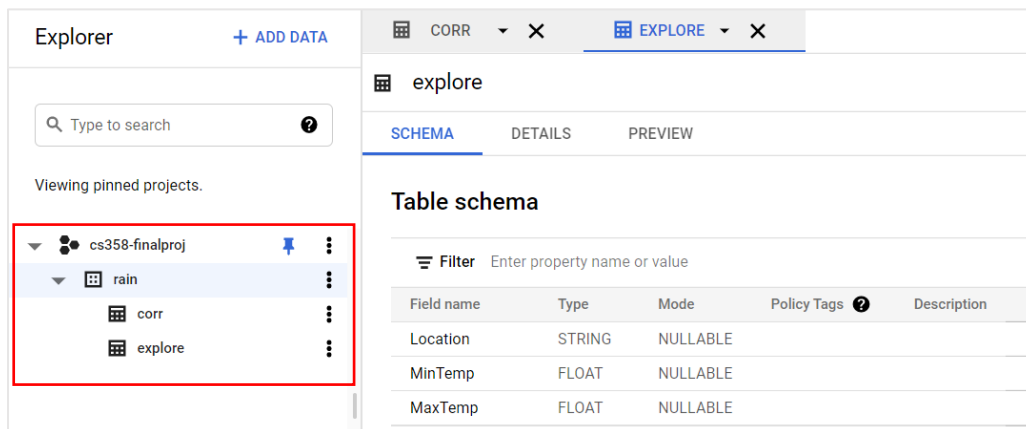 Explorer
+ ADD DATA
Type to search
Viewing pinned projects.
cs358-finalproj
rain
corr
explore
CORR
EXPLORE
explore
SCHEMA DETAILS PREVIEW
Table schema
Filter Enter property name or value
Field name Type Mode Policy Tags Description
Location STRING NULLABLE
MinTemp FLOAT NULLABLE
MaxTemp FLOAT NULLABLE